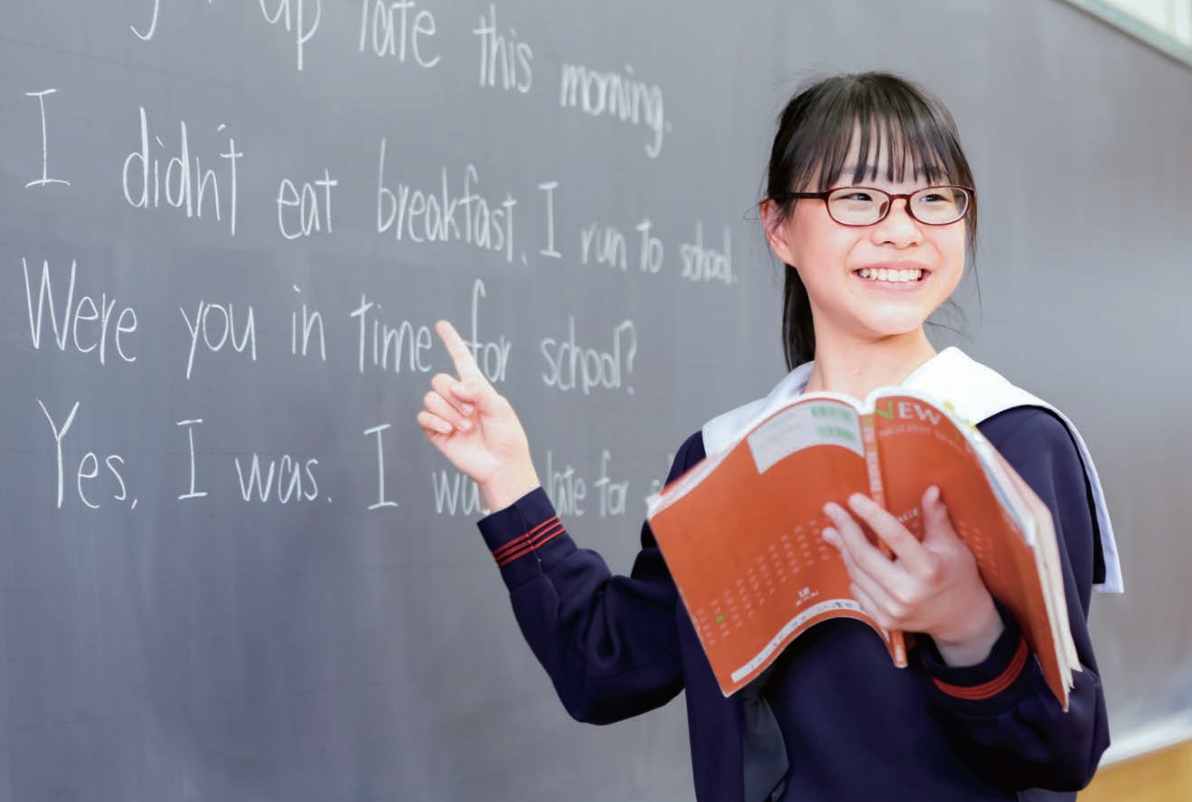 up late this morning.
I didn't eat breakfast. I run to school.
Were you in time for school?
Yes, I was. I late for
NEW